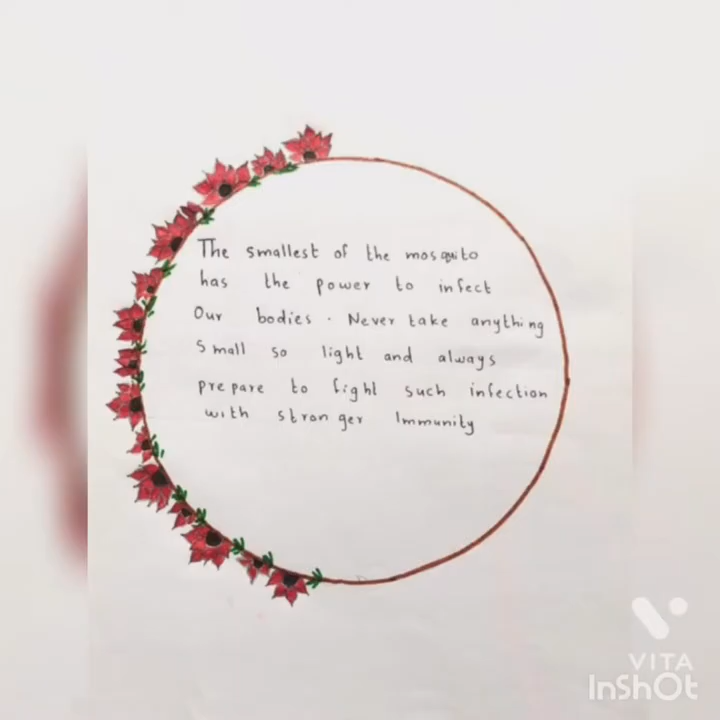 The smallest of the mosquito
has the power to infect
Our bodies. Never take anything
Small so light and always
prepare to fight such infection
with stronger Immunity
VITA
InShOt